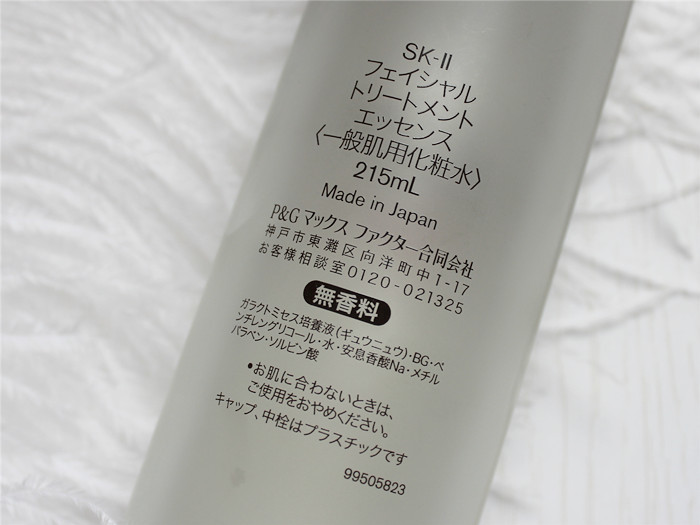 SK-II
フェイシャル
トリートメント
エッセンス
〈一般肌用化粧水〉
215mL
Made in Japan
P&G マックス ファクター合同会社
神戸市東灘区向洋町中1-17
お客様相談室0120-021325
無香料
ガラクトミセス培養液(ギュウニュウ)・BG・ペ
ンチレングリコール・水・安息香酸Na・メチル
パラベン・ソルビン酸
•お肌に合わないときは、
ご使用をおやめください。
キャップ、中栓はプラスチックです
99505823